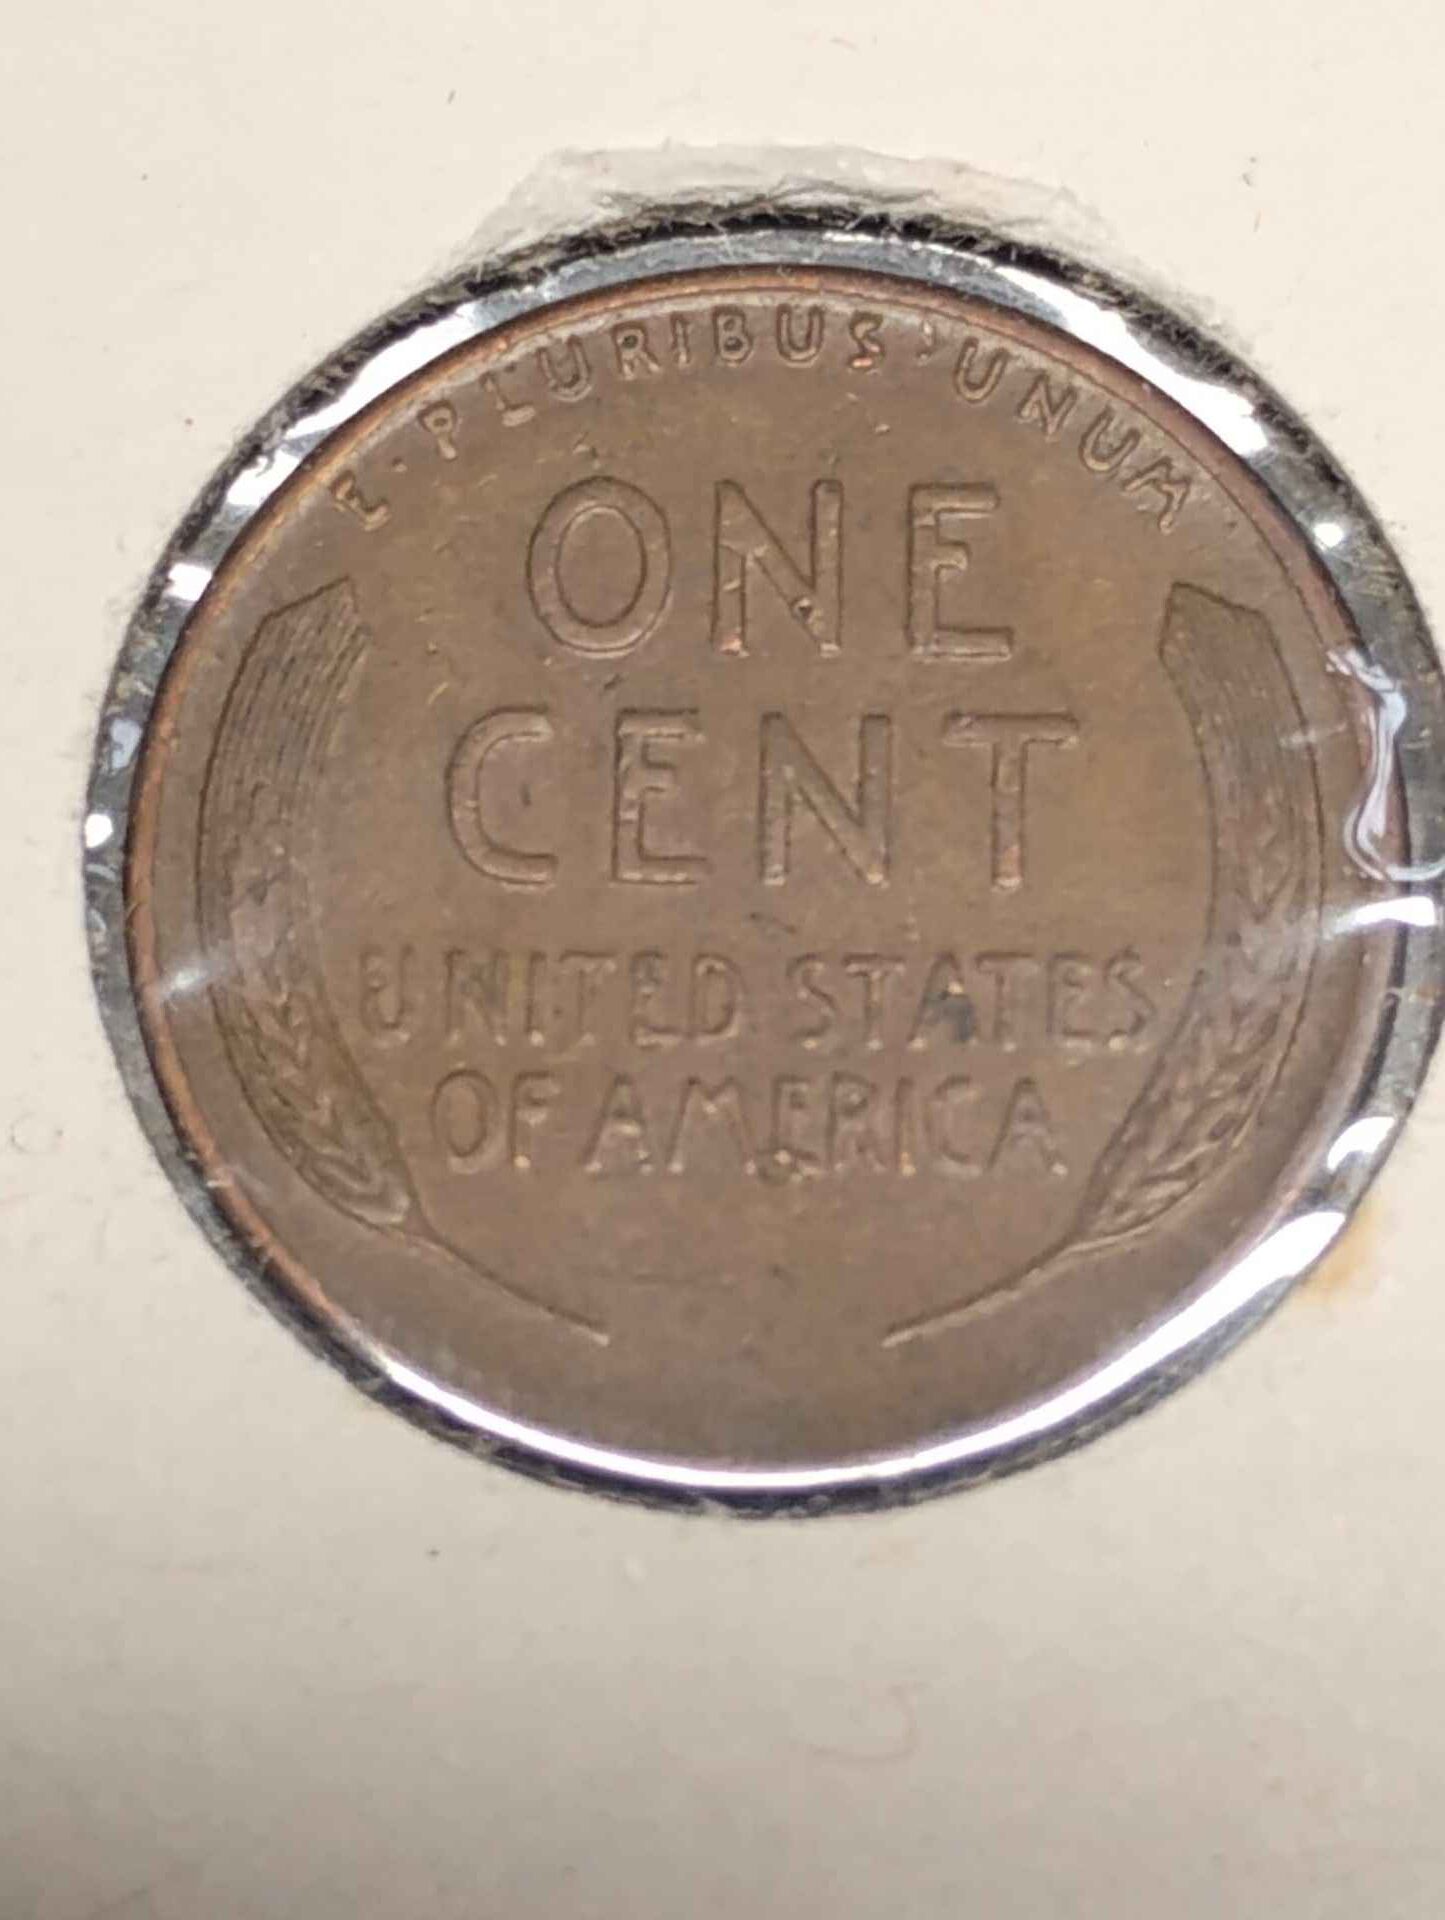 E · PLURIBUS · UNUM
ONE
CENT
UNITED STATES
OF AMERICA